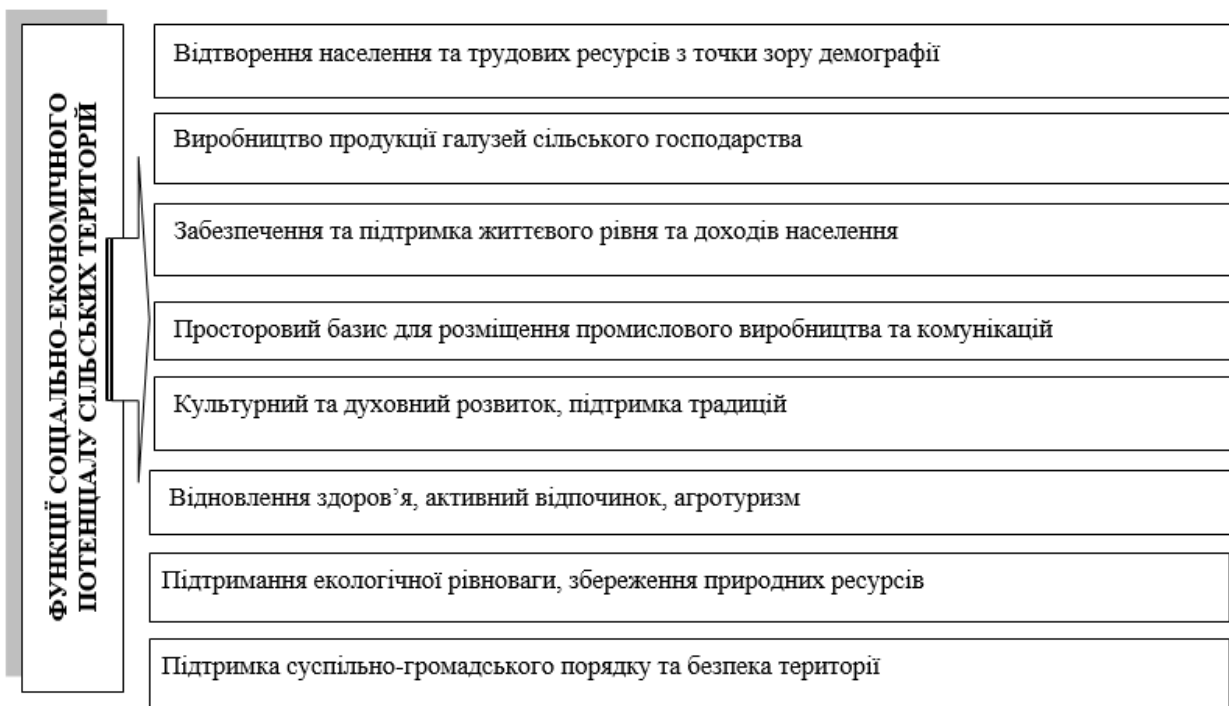 ФУНКЦІЇ СОЦІАЛЬНО-ЕКОНОМІЧНОГО
ПОТЕНЦІАЛУ СІЛЬСЬКИХ ТЕРИТОРІЙ
Відтворення населення та трудових ресурсів з точки зору демографії
Виробництво продукції галузей сільського господарства
Забезпечення та підтримка життєвого рівня та доходів населення
Просторовий базис для розміщення промислового виробництва та комунікацій
Культурний та духовний розвиток, підтримка традицій
Відновлення здоров’я, активний відпочинок, агротуризм
Підтримання екологічної рівноваги, збереження природних ресурсів
Підтримка суспільно-громадського порядку та безпека території